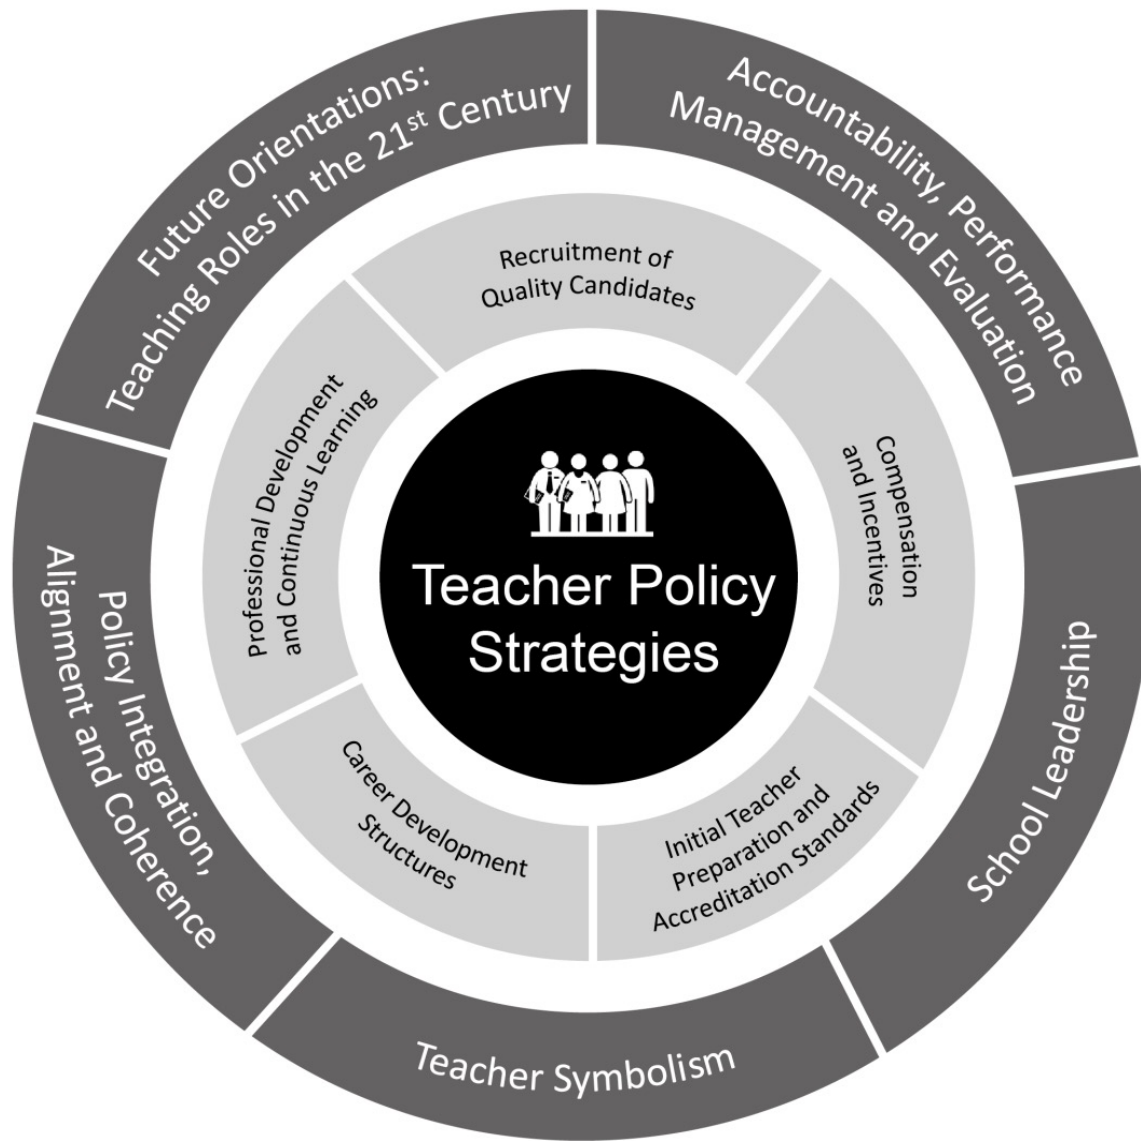 Future Orientations:
Teaching Roles in the 21st Century
Accountability, Performance
Management and Evaluation
School Leadership
Teacher Symbolism
Policy Integration,
Alignment and Coherence
Recruitment of
Quality Candidates
Compensation
and Incentives
Initial Teacher
Preparation and
Accreditation Standards
Career Development
Structures
Professional Development
and Continuous Learning
Teacher Policy
Strategies